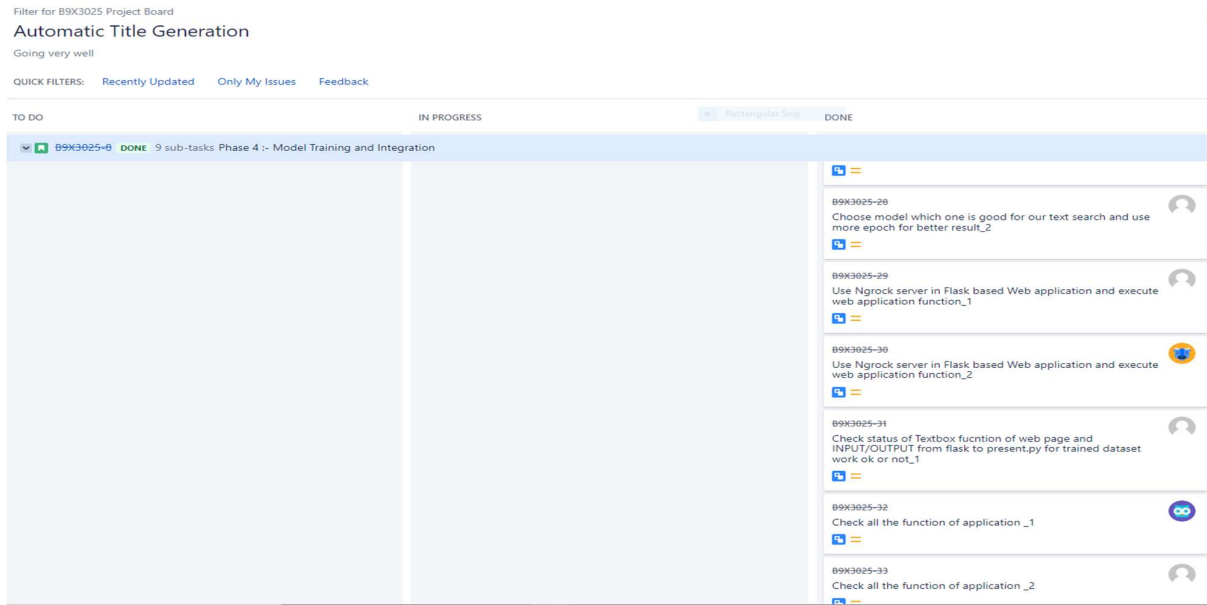 Filter for B9X3025 Project Board
Automatic Title Generation
Going very well
QUICK FILTERS: Recently Updated Only My Issues Feedback
TO DO IN PROGRESS Rectangular Snip DONE
B9X3025-8 DONE 9 sub-tasks Phase 4 :- Model Training and Integration
B9X3025-28
Choose model which one is good for our text search and use
more epoch for better result_2
B9X3025-29
Use Ngrock server in Flask based Web application and execute
web application function_1
B9X3025-30
Use Ngrock server in Flask based Web application and execute
web application function_2
B9X3025-31
Check status of Textbox fucntion of web page and
INPUT/OUTPUT from flask to present.py for trained dataset
work ok or not_1
B9X3025-32
Check all the function of application _1
B9X3025-33
Check all the function of application _2